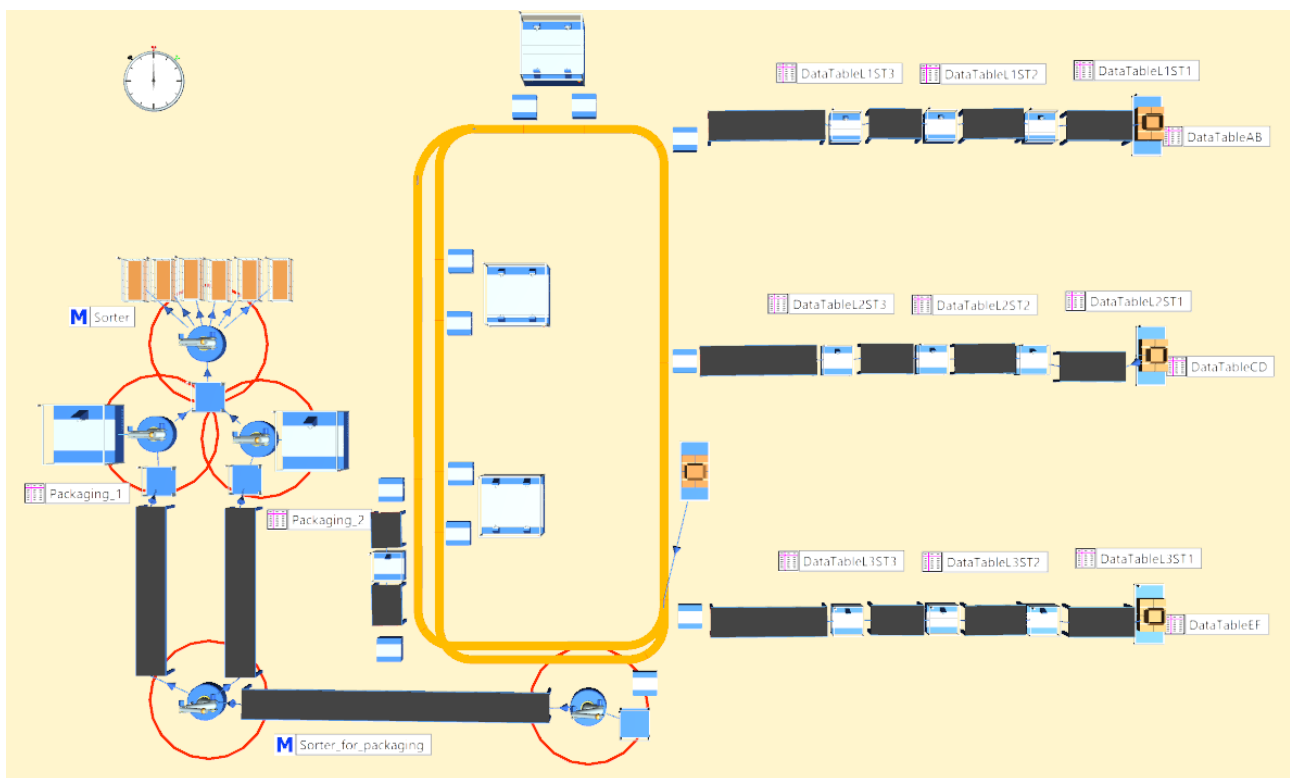 DataTableL1ST3
DataTableL1ST2
DataTableL1ST1
DataTableAB
DataTableL2ST3
DataTableL2ST2
DataTableL2ST1
M Sorter
DataTableCD
Packaging_1
Packaging_2
DataTableL3ST3
DataTableL3ST2
DataTableL3ST1
DataTableEF
M Sorter_for_packaging